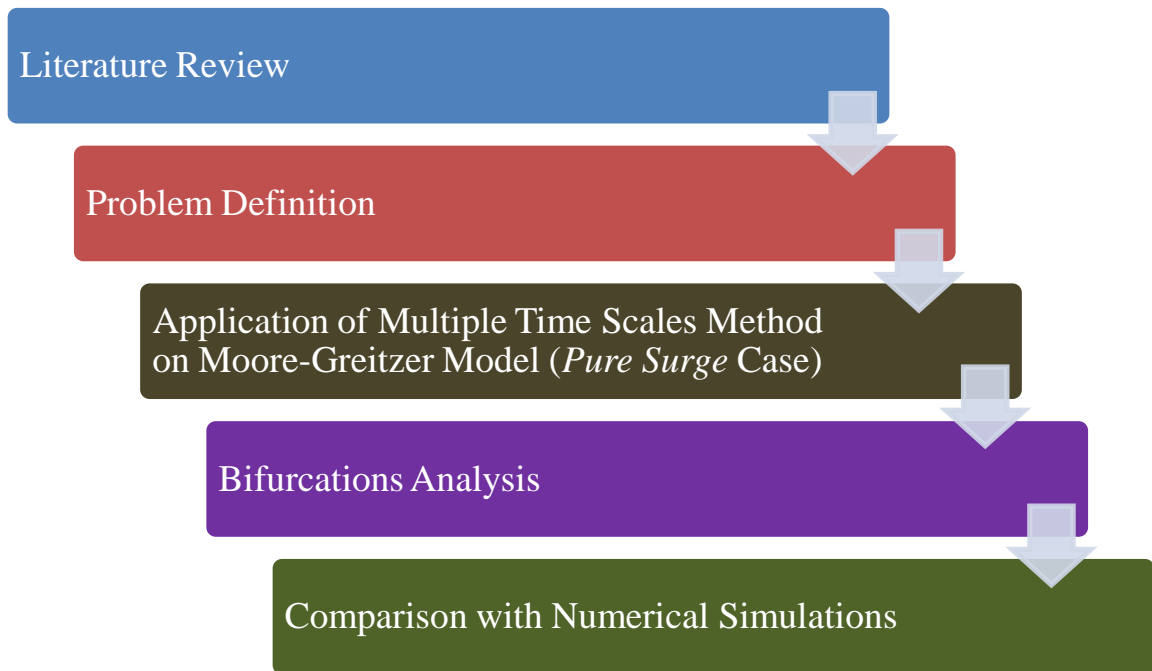 Literature Review
Problem Definition
Application of Multiple Time Scales Method
on Moore-Greitzer Model (Pure Surge Case)
Bifurcations Analysis
Comparison with Numerical Simulations